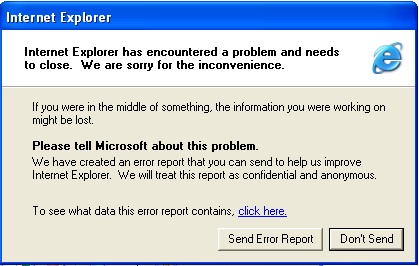 Internet Explorer
Internet Explorer has encountered a problem and needs
to close.  We are sorry for the inconvenience.
If you were in the middle of something, the information you were working on
might be lost.
Please tell Microsoft about this problem.
We have created an error report that you can send to help us improve
Internet Explorer.  We will treat this report as confidential and anonymous.
To see what data this error report contains, click here.
Send Error Report
Don't Send